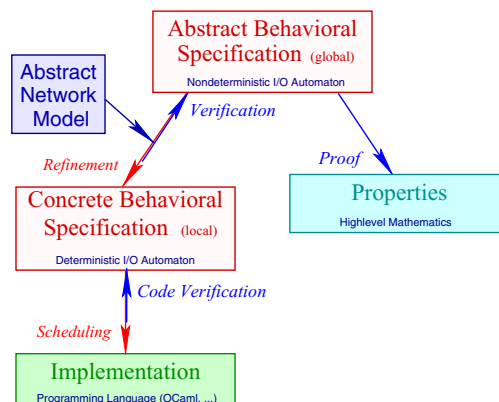 Abstract Behavioral
Specification (global)
Nondeterministic I/O Automaton
Abstract
Network
Model
Verification
Refinement
Proof
Concrete Behavioral
Specification (local)
Deterministic I/O Automaton
Properties
Highlevel Mathematics
Code Verification
Scheduling
Implementation
Programming Language (OCaml, ...)